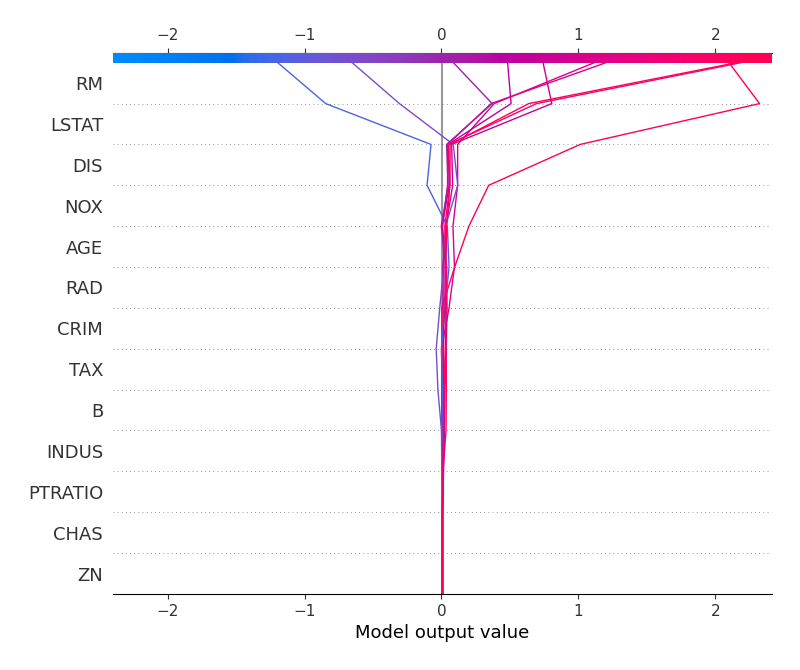 −2 −1 0 1 2
RM
LSTAT
DIS
NOX
AGE
RAD
CRIM
TAX
B
INDUS
PTRATIO
CHAS
ZN
−2 −1 0 1 2
Model output value